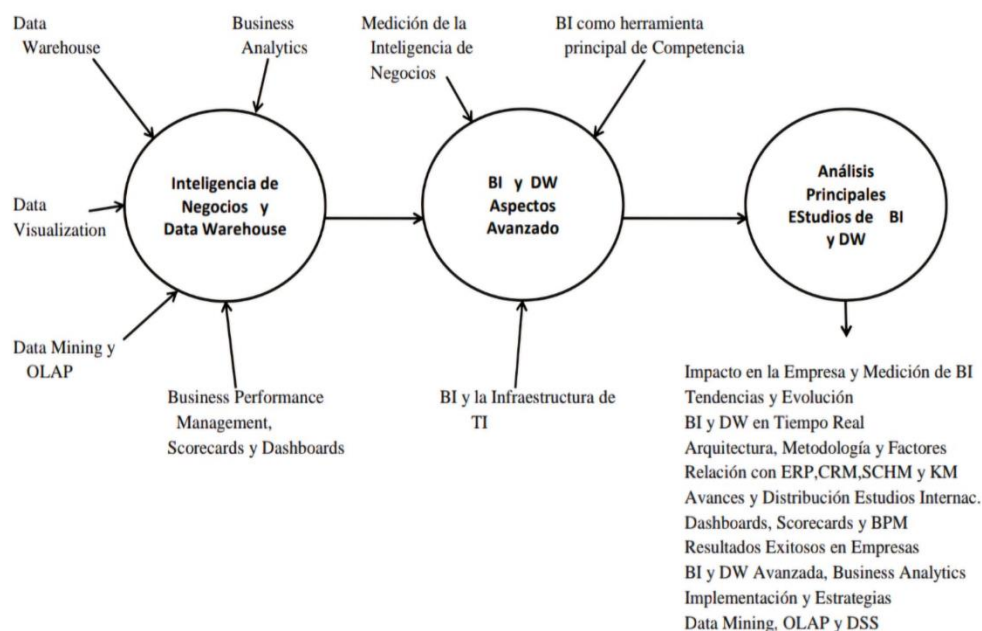 Data
Warehouse
Business
Analytics
Medición de la
Inteligencia de
Negocios
BI como herramienta
principal de Competencia
Inteligencia de
Negocios y
Data Warehouse
BI y DW
Aspectos
Avanzado
Análisis
Principales
EStudios de BI
y DW
Data
Visualization
Data Mining y
OLAP
Business Performance
Management,
Scorecards y Dashboards
BI y la Infraestructura de
TI
Impacto en la Empresa y Medición de BI
Tendencias y Evolución
BI y DW en Tiempo Real
Arquitectura, Metodología y Factores
Relación con ERP,CRM,SCHM y KM
Avances y Distribución Estudios Internac.
Dashboards, Scorecards y BPM
Resultados Exitosos en Empresas
BI y DW Avanzada, Business Analytics
Implementación y Estrategias
Data Mining, OLAP y DSS